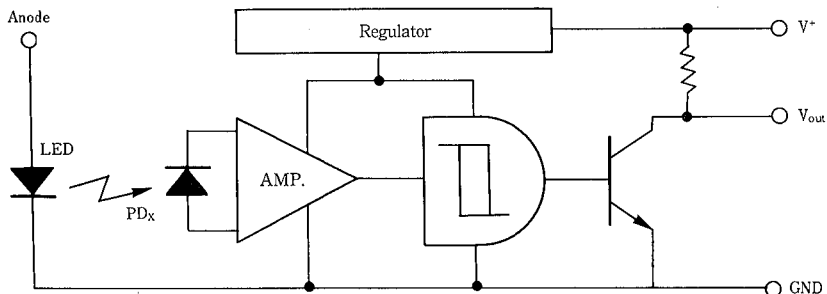 Anode
Regulator
V⁺
LED
Vout
AMP.
PDx
GND